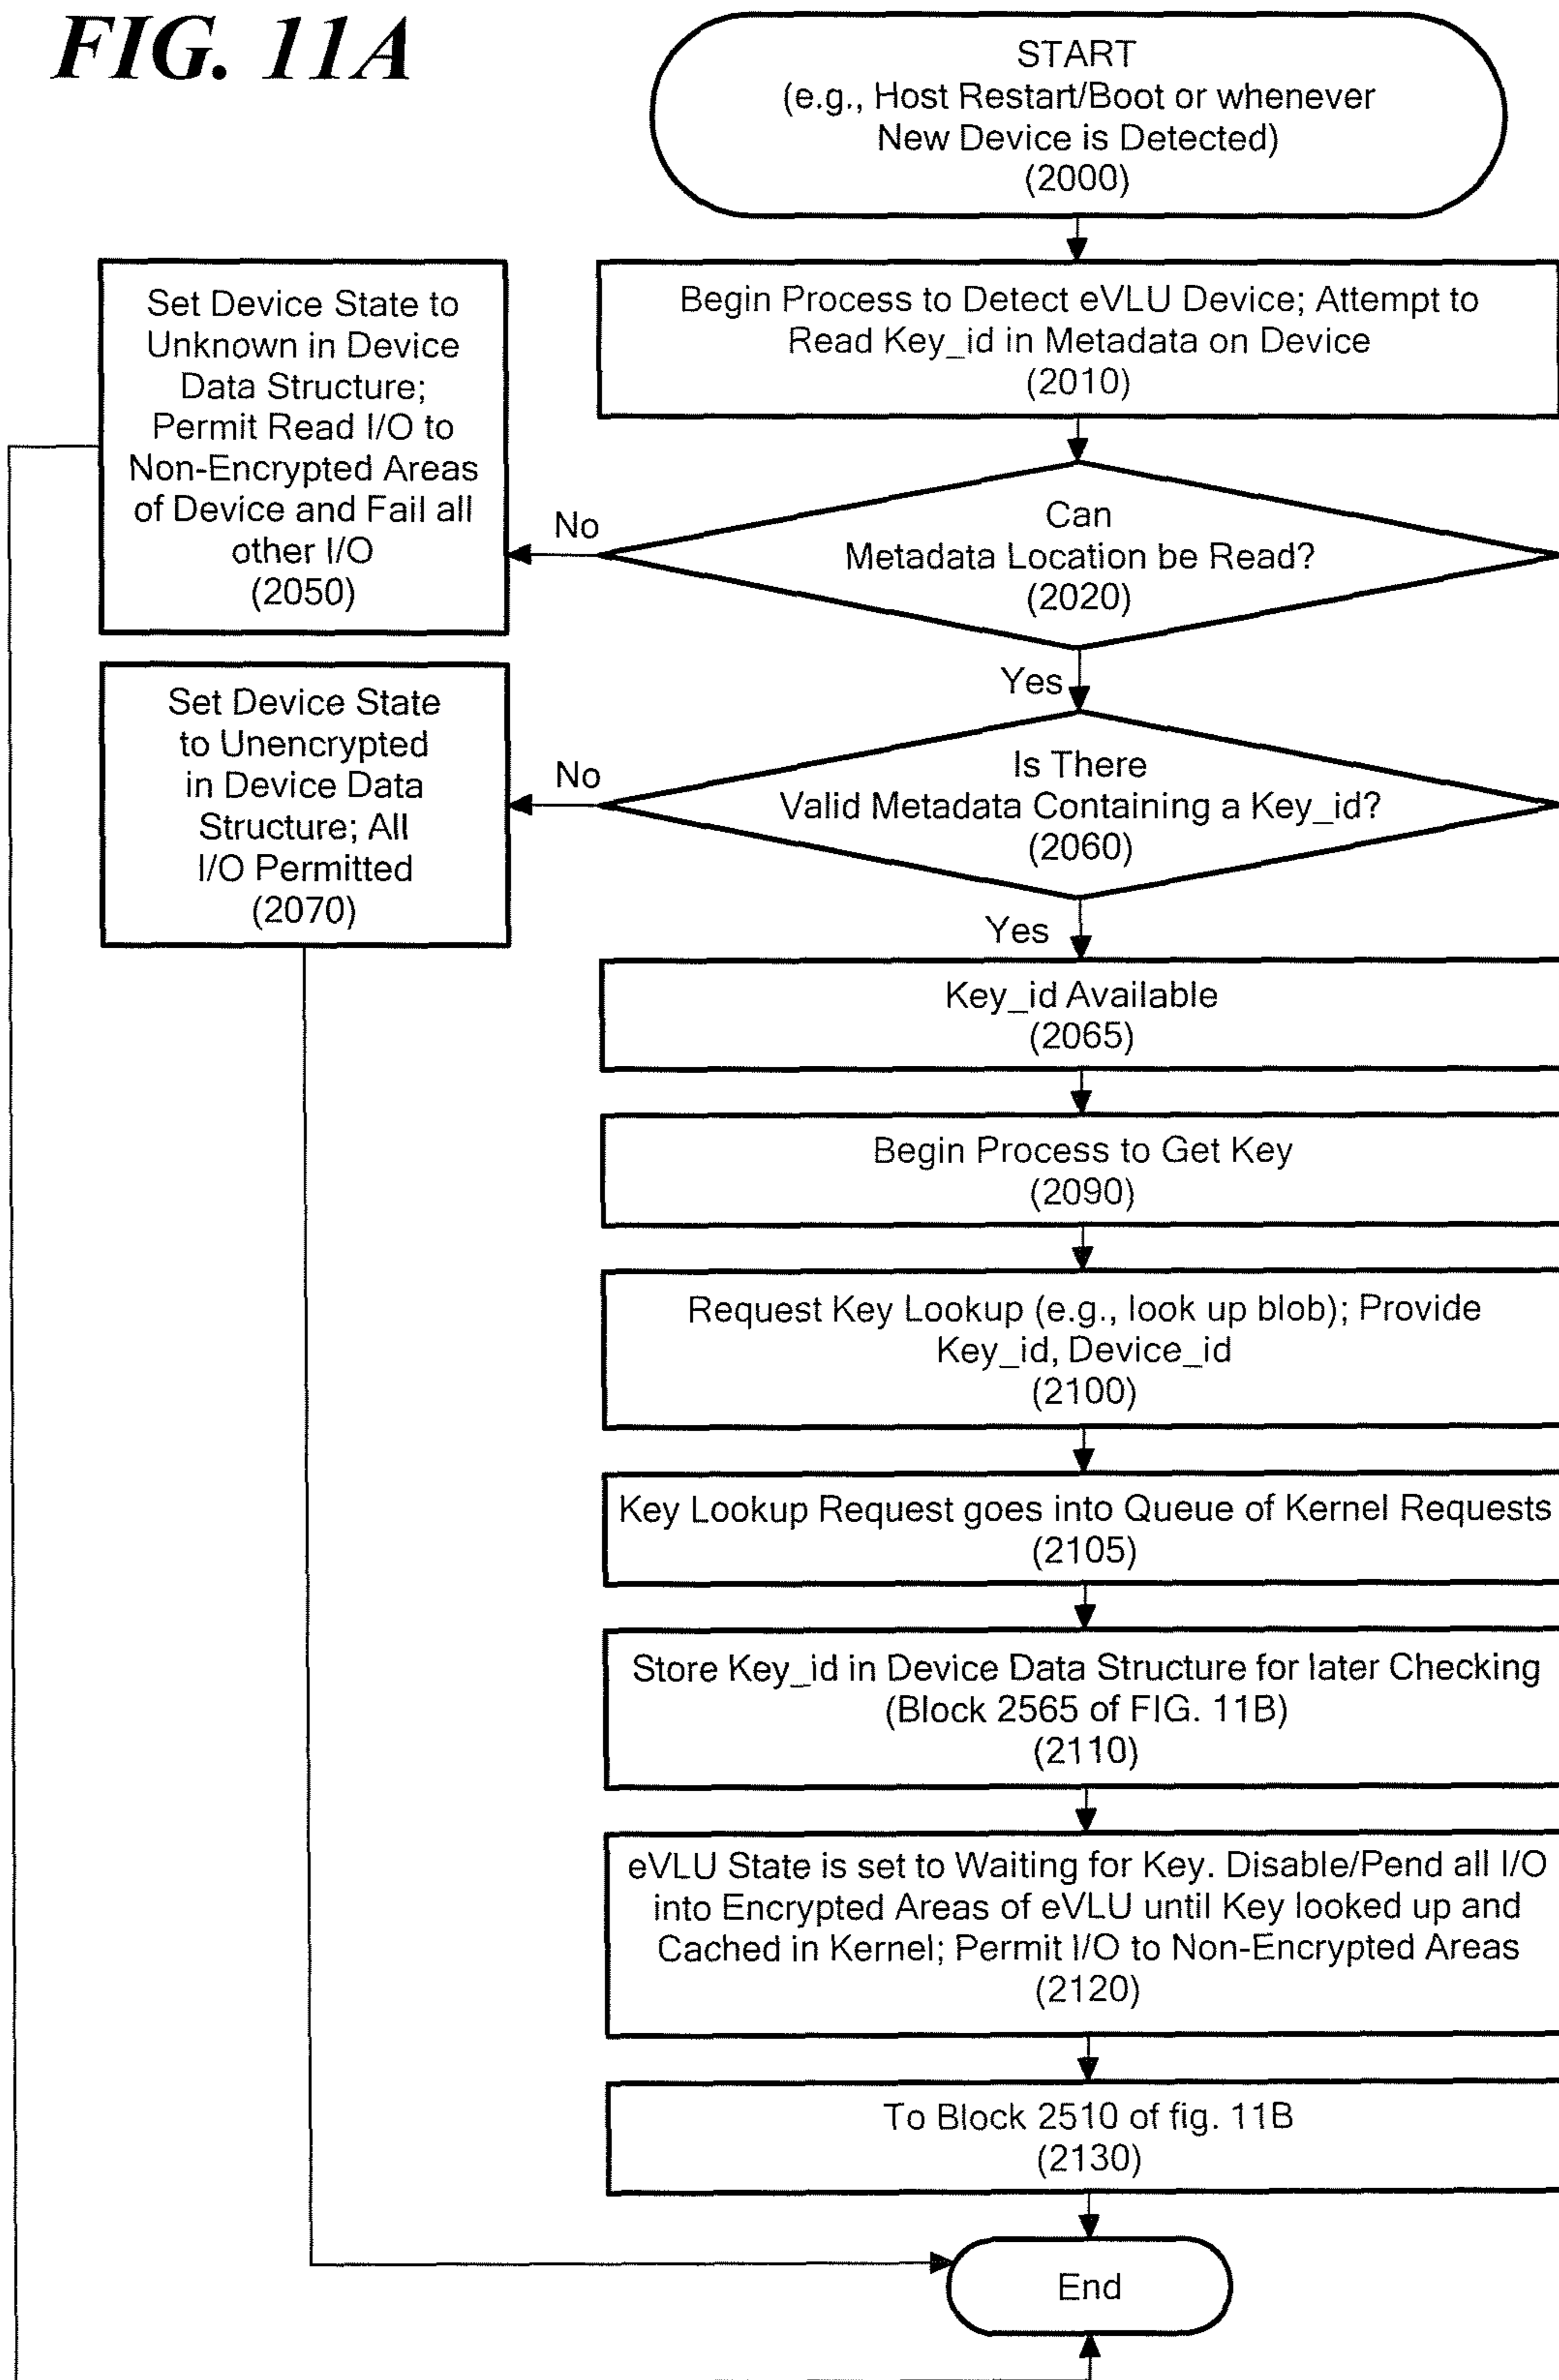 FIG. 11A
START
(e.g., Host Restart/Boot or whenever
New Device is Detected)
(2000)
Begin Process to Detect eVLU Device; Attempt to
Read Key_id in Metadata on Device
(2010)
Can
Metadata Location be Read?
(2020)
No
Set Device State to
Unknown in Device
Data Structure;
Permit Read I/O to
Non-Encrypted Areas
of Device and Fail all
other I/O
(2050)
Yes
Is There
Valid Metadata Containing a Key_id?
(2060)
No
Set Device State
to Unencrypted
in Device Data
Structure; All
I/O Permitted
(2070)
Yes
Key_id Available
(2065)
Begin Process to Get Key
(2090)
Request Key Lookup (e.g., look up blob); Provide
Key_id, Device_id
(2100)
Key Lookup Request goes into Queue of Kernel Requests
(2105)
Store Key_id in Device Data Structure for later Checking
(Block 2565 of FIG. 11B)
(2110)
eVLU State is set to Waiting for Key. Disable/Pend all I/O
into Encrypted Areas of eVLU until Key looked up and
Cached in Kernel; Permit I/O to Non-Encrypted Areas
(2120)
To Block 2510 of fig. 11B
(2130)
End